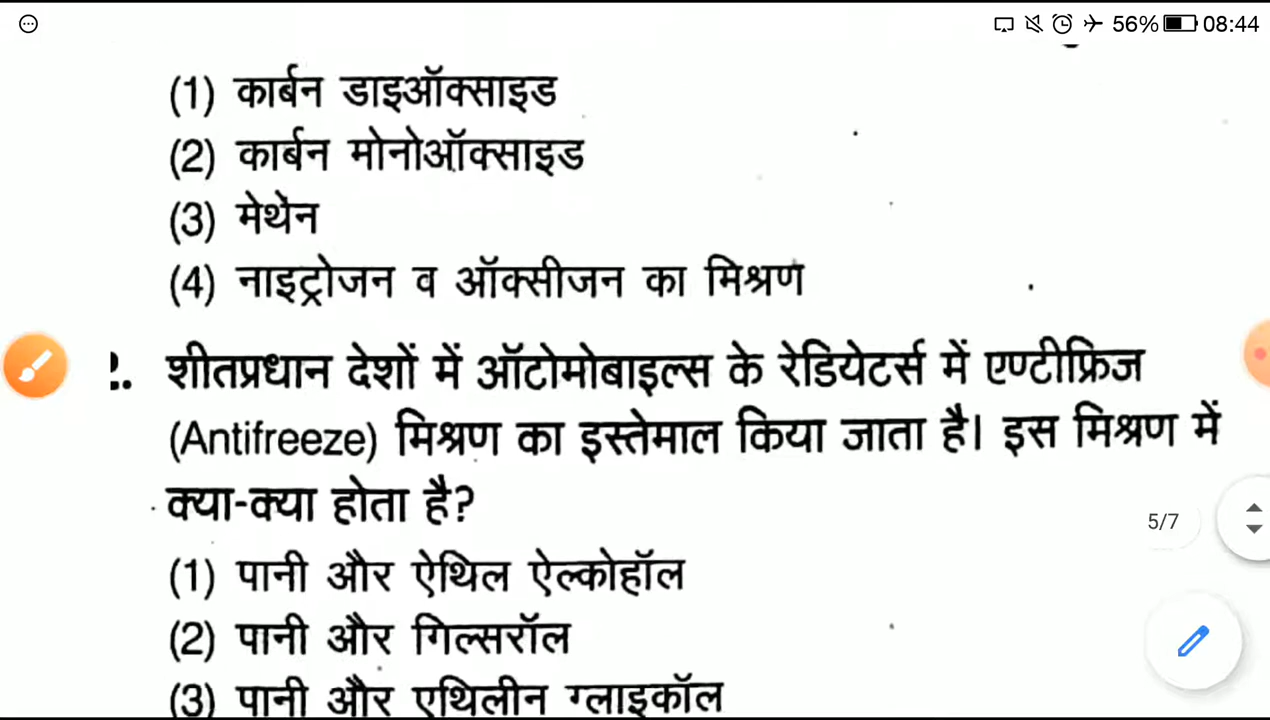 56% 08:44
(1) कार्बन डाइऑक्साइड
(2) कार्बन मोनोऑक्साइड
(3) मेथेन
(4) नाइट्रोजन व ऑक्सीजन का मिश्रण
शीतप्रधान देशों में ऑटोमोबाइल्स के रेडियेटर्स में एण्टीफ्रिज
(Antifreeze) मिश्रण का इस्तेमाल किया जाता है। इस मिश्रण में
क्या-क्या होता है?
5/7
(1) पानी और ऐथिल ऐल्कोहॉल
(2) पानी और गिल्सरॉल
(3) पानी और एथिलीन ग्लाइकॉल